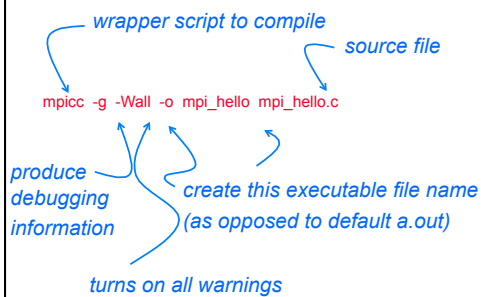 wrapper script to compile
source file
mpicc -g -Wall -o mpi_hello mpi_hello.c
produce
debugging
information
create this executable file name
(as opposed to default a.out)
turns on all warnings